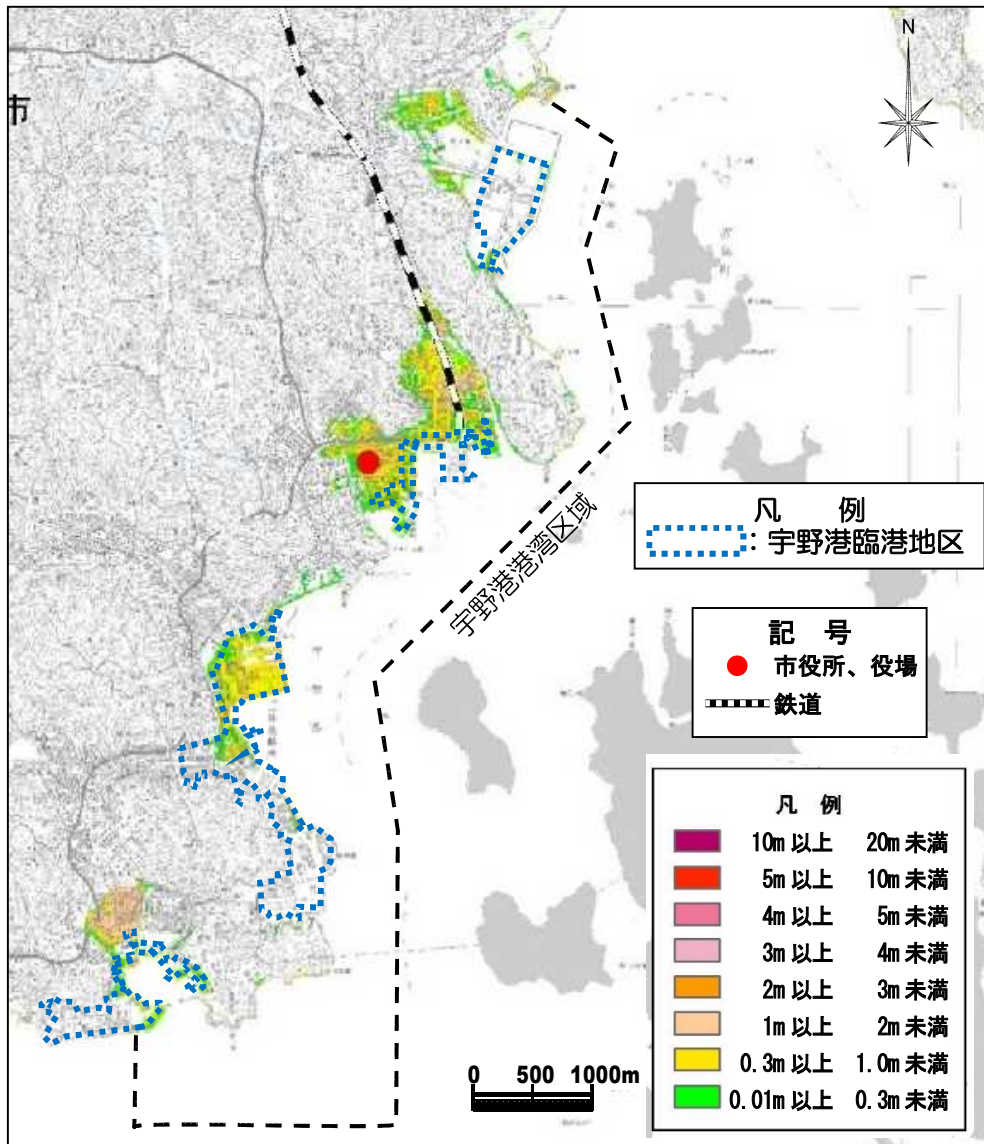 N
市
宇野港港湾区域
凡 例
: 宇野港臨港地区
記 号
市役所、役場
鉄道
凡 例
10m 以上 20m 未満
5m 以上 10m 未満
4m 以上 5m 未満
3m 以上 4m 未満
2m 以上 3m 未満
1m 以上 2m 未満
0.3m 以上 1.0m 未満
0.01m 以上 0.3m 未満
0 500 1000m